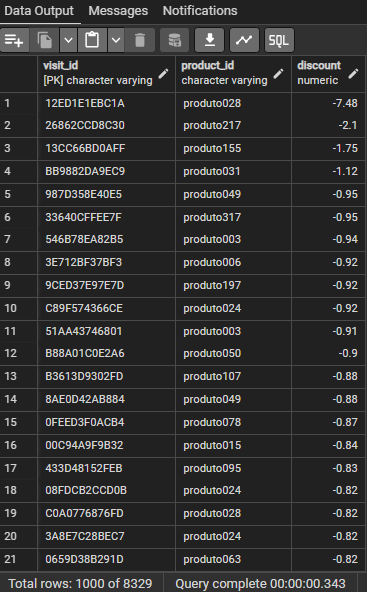 Data Output Messages Notifications
SQL
visit_id product_id discount
[PK] character varying character varying numeric
1 12ED1E1EBC1A produto028 -7.48
2 26862CCD8C30 produto217 -2.1
3 13CC66BD0AFF produto155 -1.75
4 BB9882DA9EC9 produto031 -1.12
5 987D358E40E5 produto049 -0.95
6 33640CFFEE7F produto317 -0.95
7 546B78EA82B5 produto003 -0.94
8 3E712BF37BF3 produto006 -0.92
9 9CED37E97E7D produto197 -0.92
10 C89F574366CE produto024 -0.92
11 51AA43746801 produto003 -0.91
12 B88A01C0E2A6 produto050 -0.9
13 B3613D9302FD produto107 -0.88
14 8AE0D42AB884 produto049 -0.88
15 0FEED3F0ACB4 produto078 -0.87
16 00C94A9F9B32 produto015 -0.84
17 433D48152FEB produto095 -0.83
18 08FDCB2CCD0B produto024 -0.82
19 C0A0776876FD produto028 -0.82
20 3A8E7C28BEC7 produto024 -0.82
21 0659D38B291D produto063 -0.82
Total rows: 1000 of 8329 Query complete 00:00:00.343